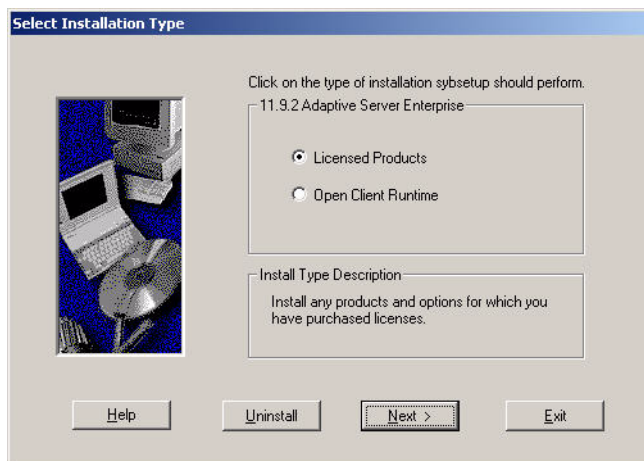 Select Installation Type
Click on the type of installation sybsetup should perform.
11.9.2 Adaptive Server Enterprise
Licensed Products
Open Client Runtime
Install Type Description
Install any products and options for which you
have purchased licenses.
Help
Uninstall
Next >
Exit